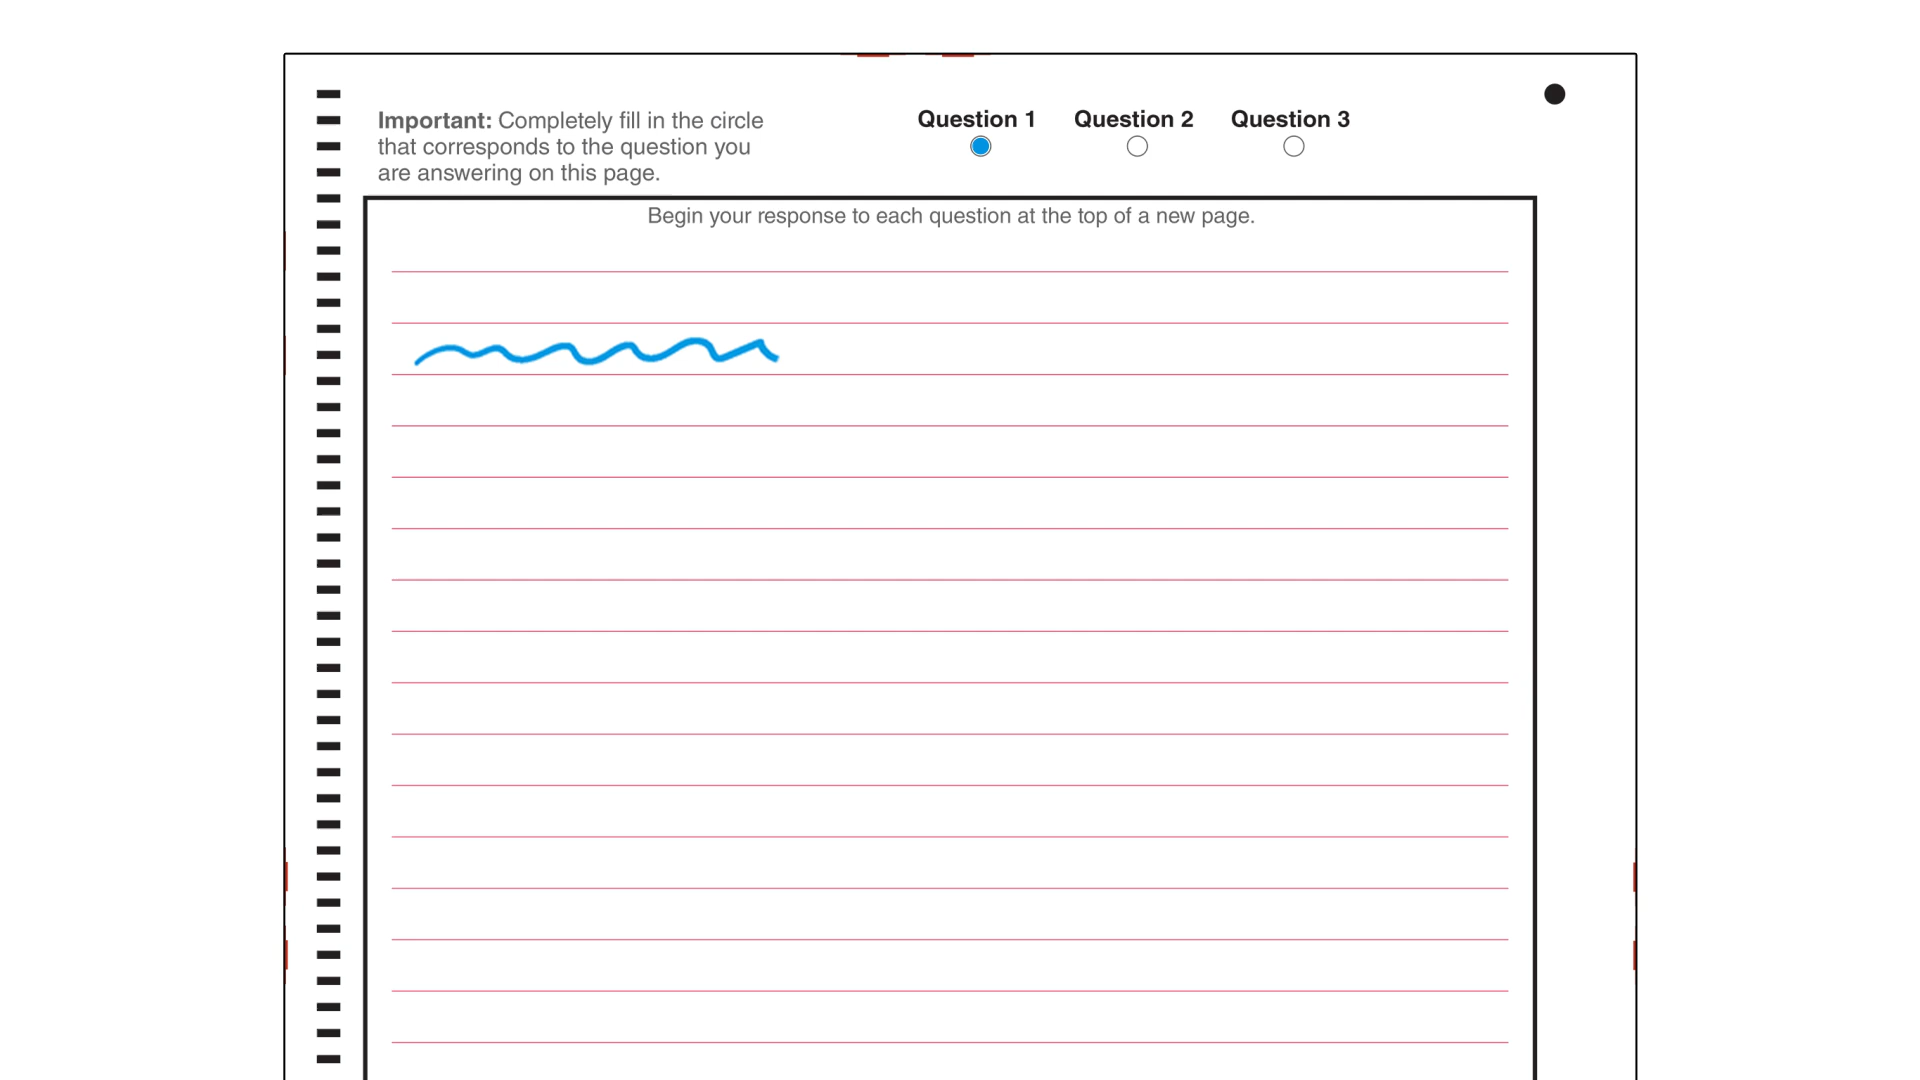 Important: Completely fill in the circle
that corresponds to the question you
are answering on this page.
Question 1 Question 2 Question 3
Begin your response to each question at the top of a new page.